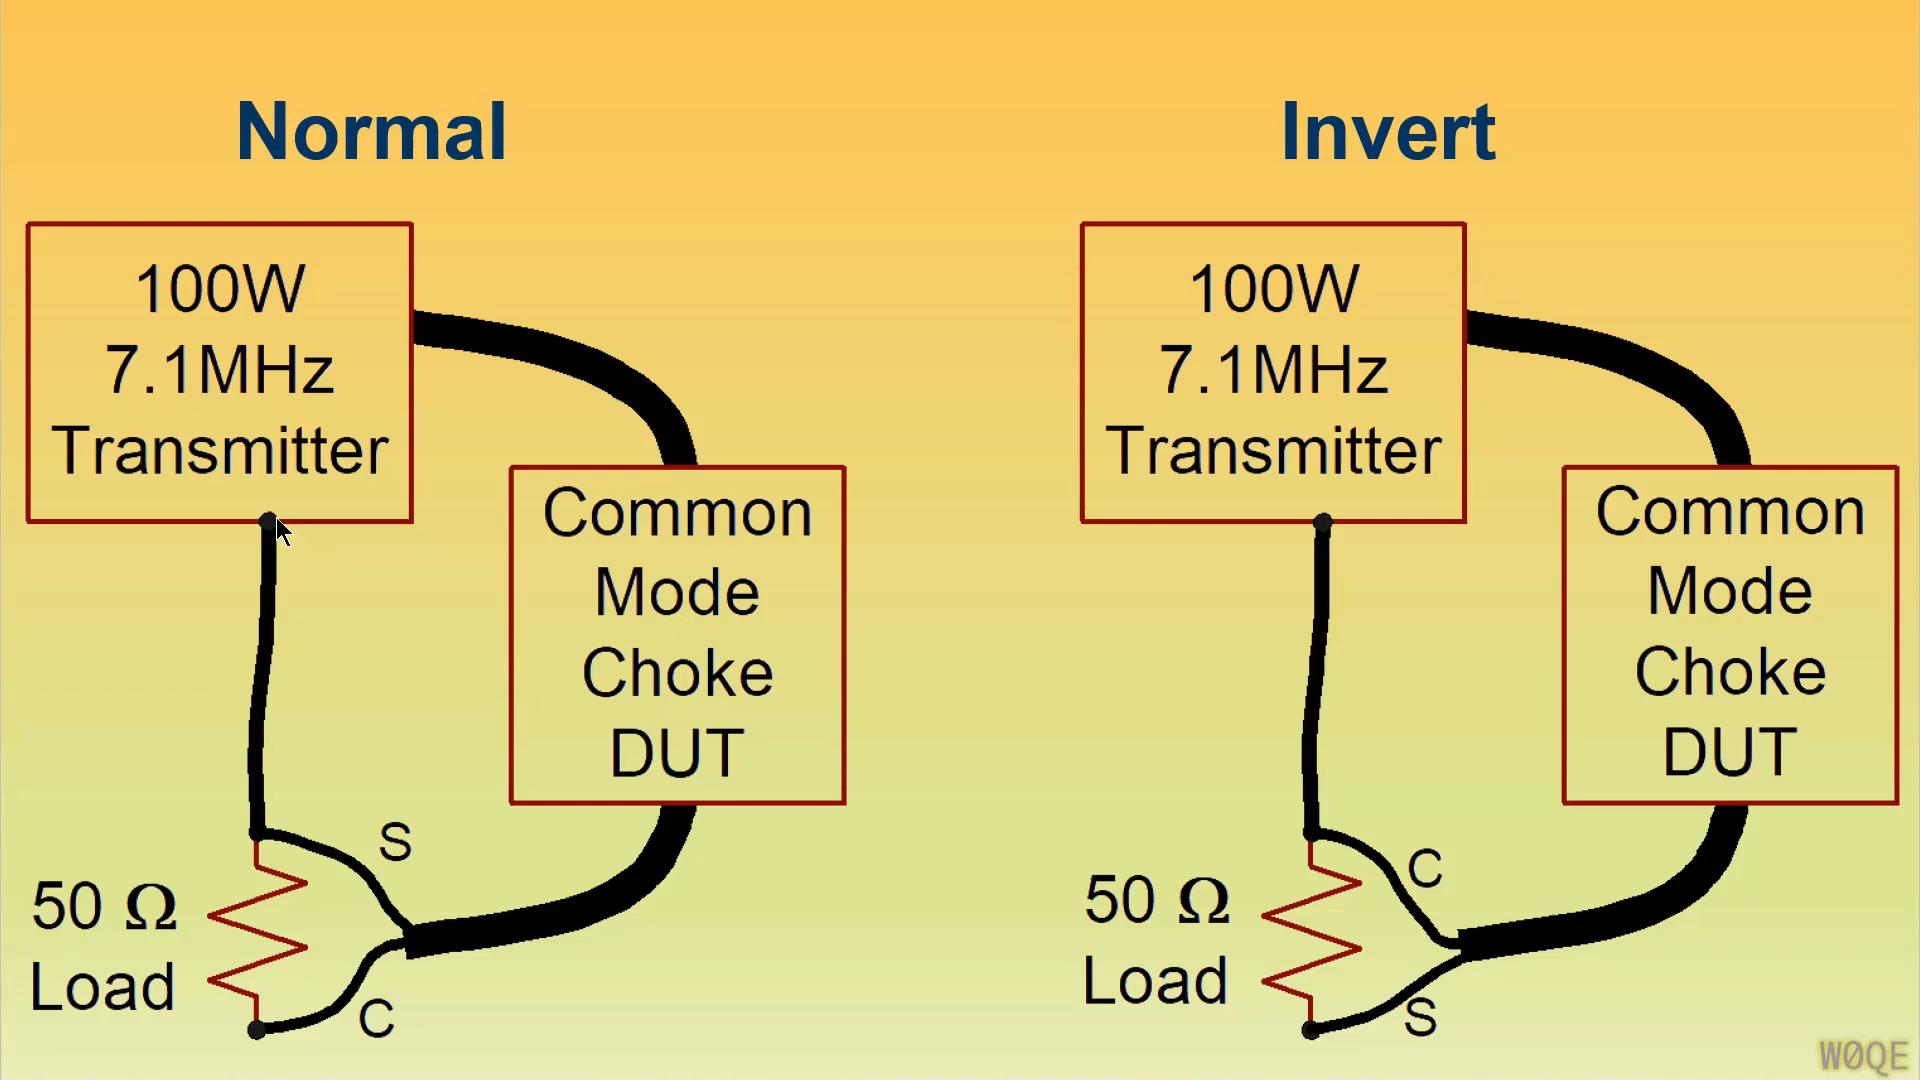 Normal
Invert
100W
7.1MHz
Transmitter
Common
Mode
Choke
DUT
S
50 Ω
Load
C
100W
7.1MHz
Transmitter
Common
Mode
Choke
DUT
C
50 Ω
Load
S
W0QE